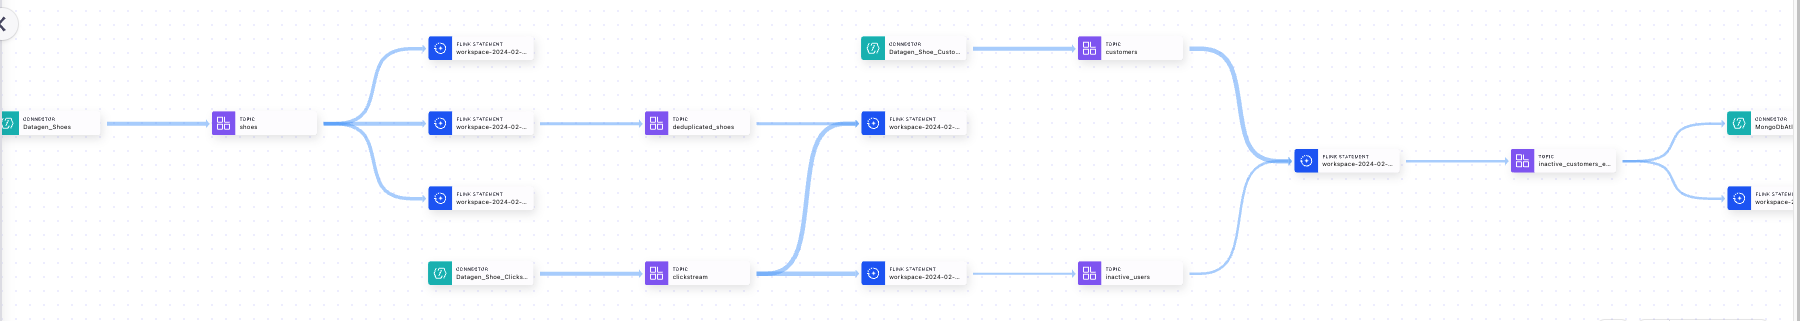 FLINK STATEMENT
workspace-2024-02-...
CONNECTOR
Datagen_Shoe_Custo...
TOPIC
customers
CONNECTOR
Datagen_Shoes
TOPIC
shoes
FLINK STATEMENT
workspace-2024-02-...
TOPIC
deduplicated_shoes
FLINK STATEMENT
workspace-2024-02-...
CONNECTOR
MongoDbAtl
FLINK STATEMENT
workspace-2024-02-...
TOPIC
inactive_customers_e...
FLINK STATEMENT
workspace-2024-02-...
FLINK STATEM
workspace-2
CONNECTOR
Datagen_Shoe_Clicks...
TOPIC
clickstream
FLINK STATEMENT
workspace-2024-02-...
TOPIC
inactive_users